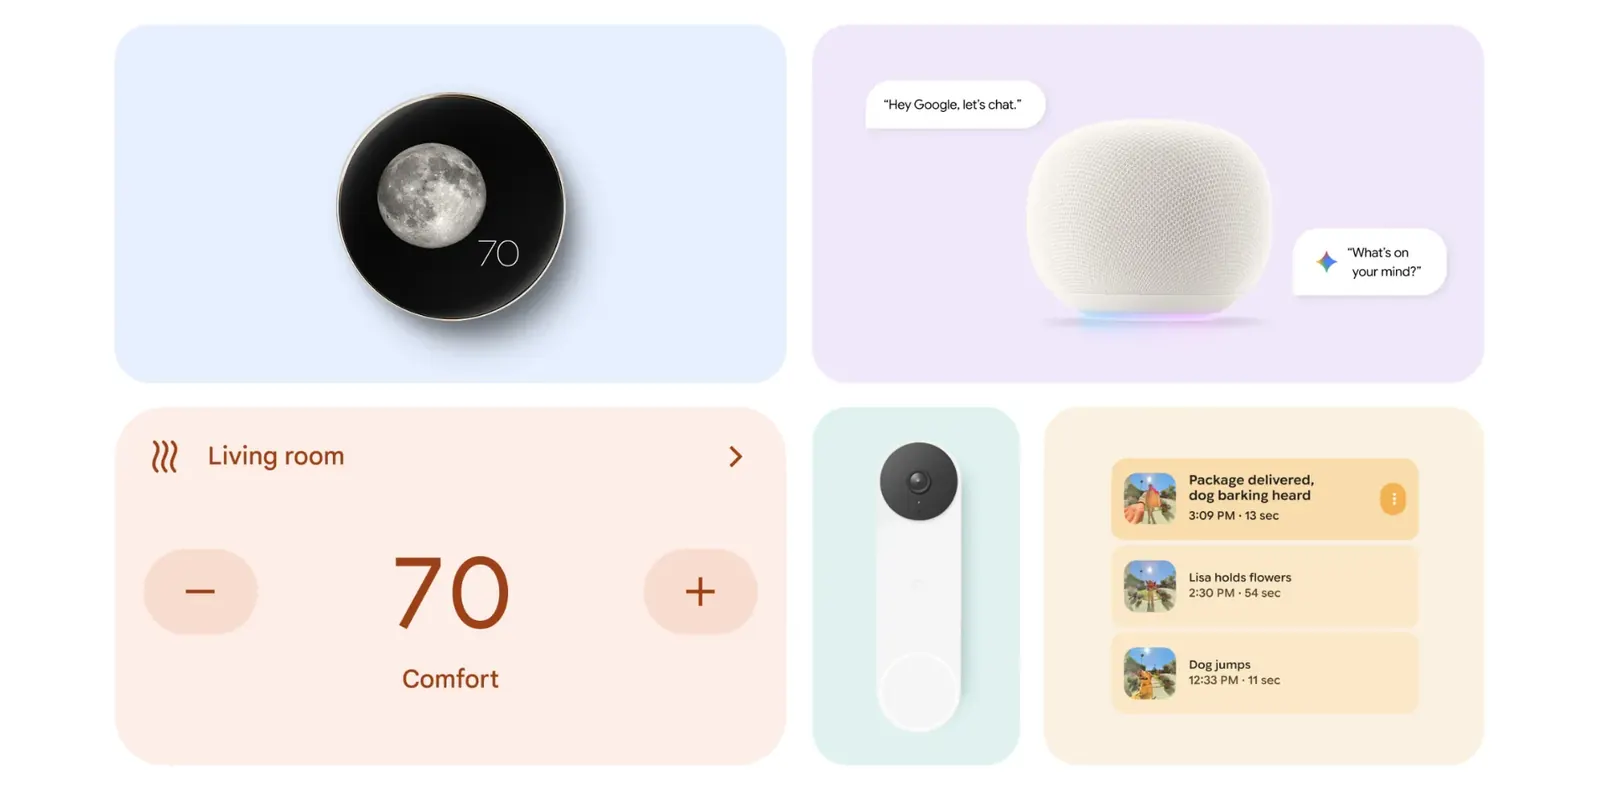 70
“Hey Google, let’s chat.”
“What’s on
your mind?”
Living room
70
Comfort
Package delivered,
dog barking heard
3:09 PM · 13 sec
Lisa holds flowers
2:30 PM · 54 sec
Dog jumps
12:33 PM · 11 sec